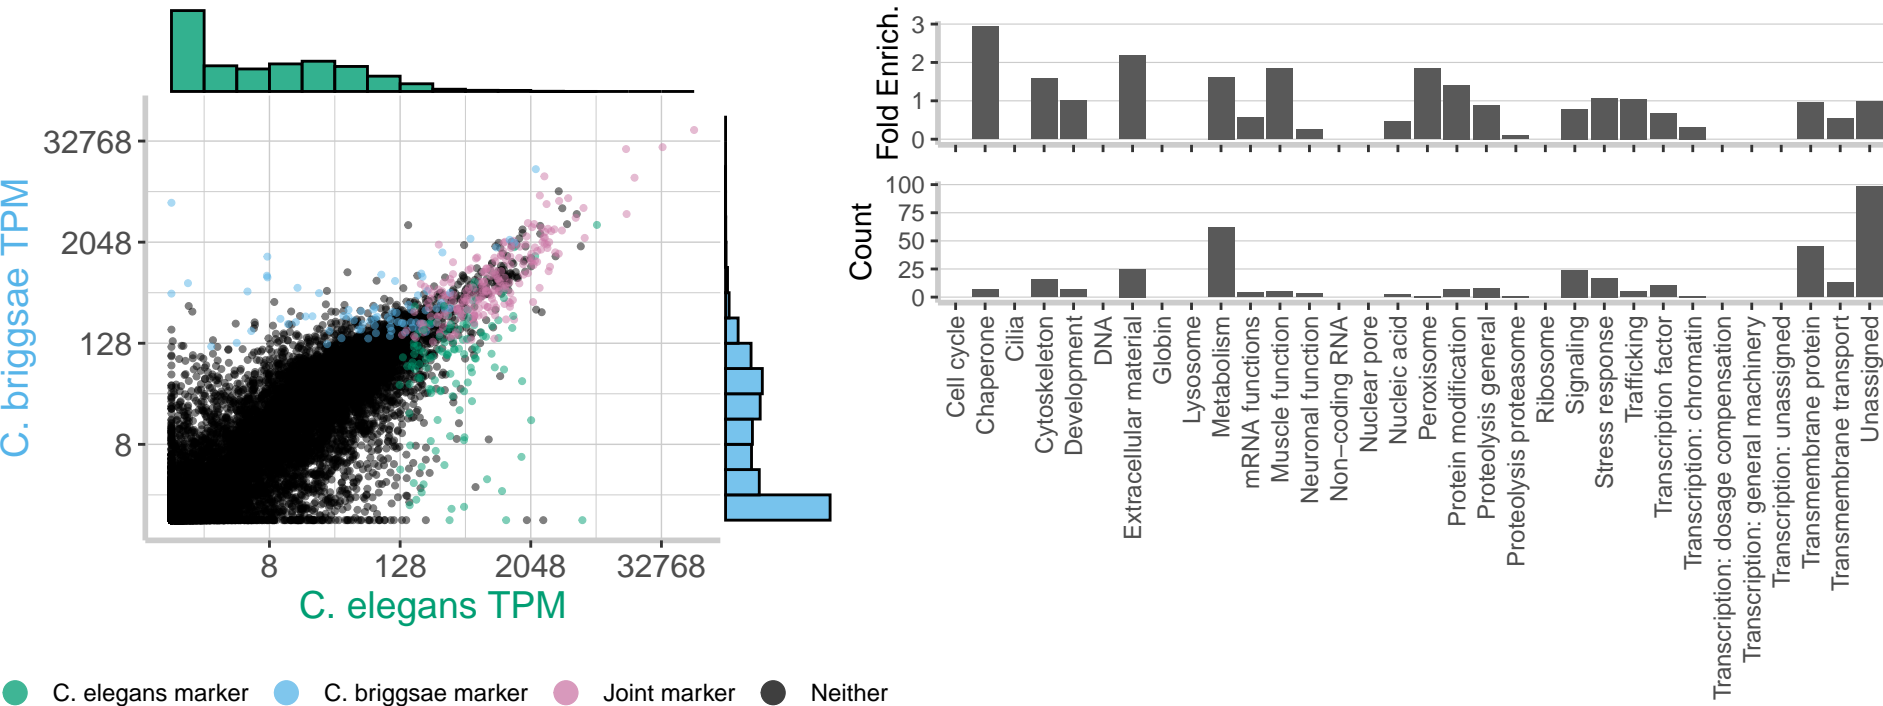 32768
2048
128
8
C. briggsae TPM
8
128
2048
32768
C. elegans TPM
C. elegans marker
C. briggsae marker
Joint marker
Neither
Fold Enrich.
3
2
1
0
Count
100
75
50
25
0
Cell cycle
Chaperone
Cilia
Cytoskeleton
Development
DNA
Extracellular material
Globin
Lysosome
Metabolism
mRNA functions
Muscle function
Neuronal function
Non−coding RNA
Nuclear pore
Nucleic acid
Peroxisome
Protein modification
Proteolysis general
Proteolysis proteasome
Ribosome
Signaling
Stress response
Trafficking
Transcription factor
Transcription: chromatin
Transcription: dosage compensation
Transcription: general machinery
Transcription: unassigned
Transmembrane protein
Transmembrane transport
Unassigned